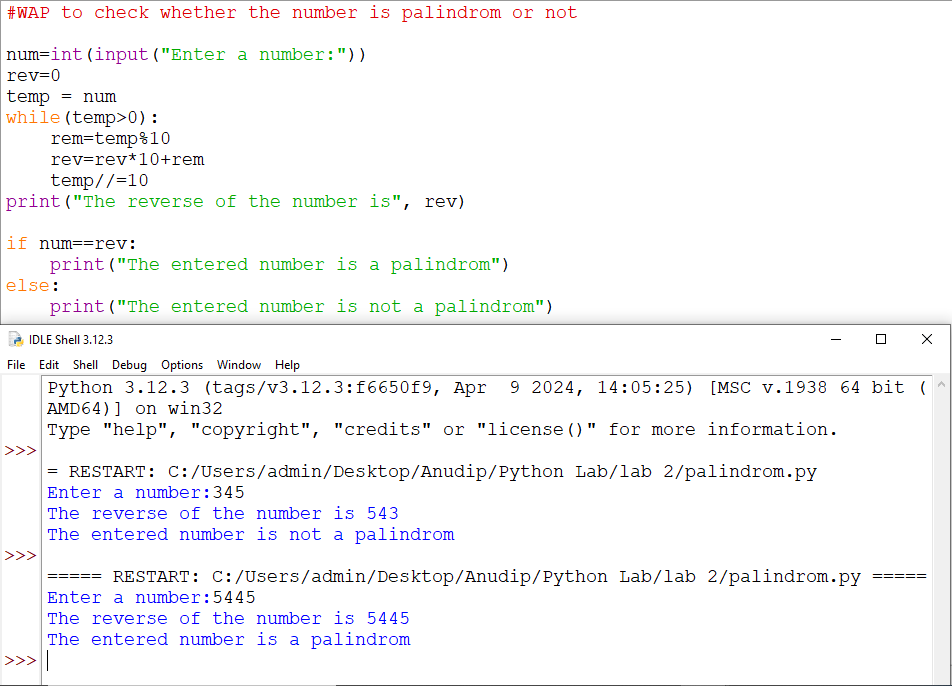 #WAP to check whether the number is palindrom or not
num=int(input("Enter a number:"))
rev=0
temp = num
while(temp>0):
    rem=temp%10
    rev=rev*10+rem
    temp//=10
print("The reverse of the number is", rev)
if num==rev:
    print("The entered number is a palindrom")
else:
    print("The entered number is not a palindrom")
IDLE Shell 3.12.3
File Edit Shell Debug Options Window Help
Python 3.12.3 (tags/v3.12.3:f6650f9, Apr  9 2024, 14:05:25) [MSC v.1938 64 bit (
AMD64)] on win32
Type "help", "copyright", "credits" or "license()" for more information.
>>>
= RESTART: C:/Users/admin/Desktop/Anudip/Python Lab/lab 2/palindrom.py
Enter a number:345
The reverse of the number is 543
The entered number is not a palindrom
>>>
===== RESTART: C:/Users/admin/Desktop/Anudip/Python Lab/lab 2/palindrom.py =====
Enter a number:5445
The reverse of the number is 5445
The entered number is a palindrom
>>>